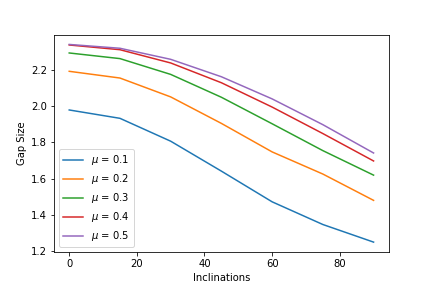 2.2
2.0
1.8
1.6
1.4
1.2
Gap Size
μ = 0.1
μ = 0.2
μ = 0.3
μ = 0.4
μ = 0.5
0 20 40 60 80
Inclinations